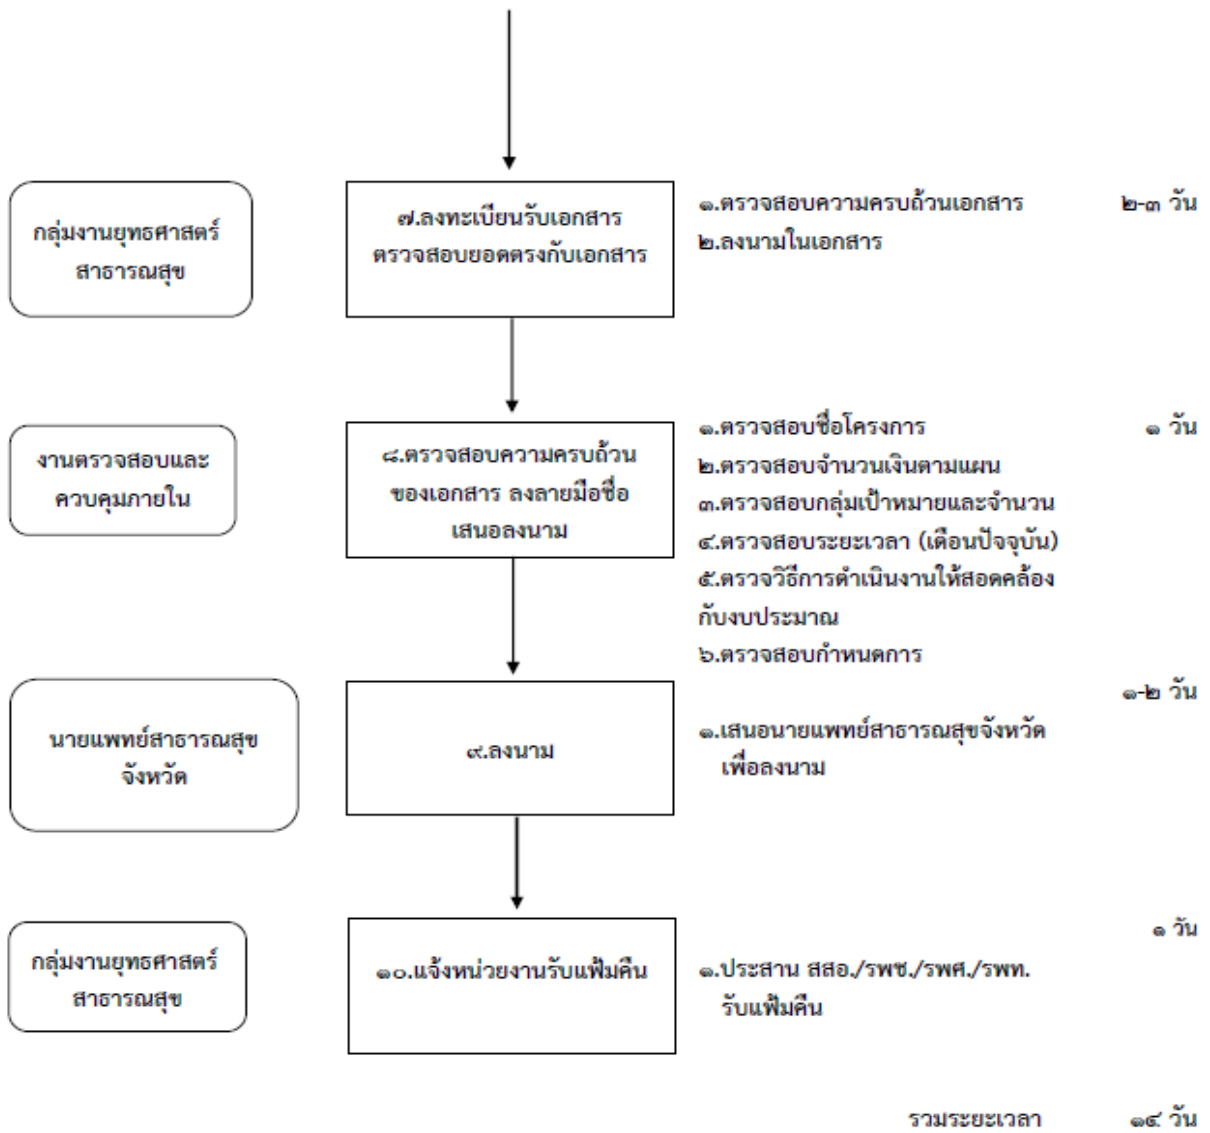 กลุ่มงานยุทธศาสตร์
สาธารณสุข
๗.ลงทะเบียนรับเอกสาร
ตรวจสอบยอดตรงกับเอกสาร
๑.ตรวจสอบความครบถ้วนเอกสาร
๒.ลงนามในเอกสาร
๒-๓ วัน
งานตรวจสอบและ
ควบคุมภายใน
๘.ตรวจสอบความครบถ้วน
ของเอกสาร ลงลายมือชื่อ
เสนอลงนาม
๑.ตรวจสอบชื่อโครงการ
๒.ตรวจสอบจำนวนเงินตามแผน
๓.ตรวจสอบกลุ่มเป้าหมายและจำนวน
๔.ตรวจสอบระยะเวลา (เดือนปัจจุบัน)
๕.ตรวจวิธีการดำเนินงานให้สอดคล้อง
กับงบประมาณ
๖.ตรวจสอบกำหนดการ
๑ วัน
นายแพทย์สาธารณสุข
จังหวัด
๙.ลงนาม
๑.เสนอนายแพทย์สาธารณสุขจังหวัด
เพื่อลงนาม
๑-๒ วัน
กลุ่มงานยุทธศาสตร์
สาธารณสุข
๑๐.แจ้งหน่วยงานรับแฟ้มคืน
๑.ประสาน สสอ./รพช./รพศ./รพท.
รับแฟ้มคืน
๑ วัน
รวมระยะเวลา
๑๔ วัน